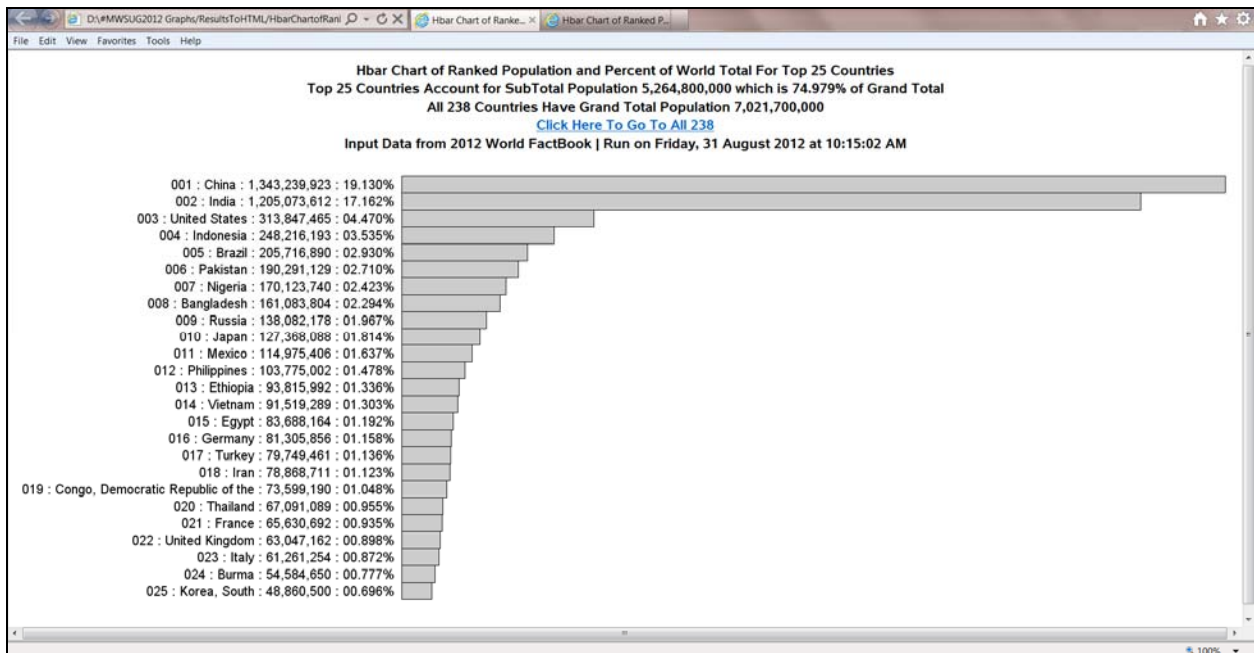 D:\#MWSUG2012 Graphs/ResultsToHTML/HbarChartofRanl
Hbar Chart of Ranke...
Hbar Chart of Ranked P...
File Edit View Favorites Tools Help
Hbar Chart of Ranked Population and Percent of World Total For Top 25 Countries
Top 25 Countries Account for SubTotal Population 5,264,800,000 which is 74.979% of Grand Total
All 238 Countries Have Grand Total Population 7,021,700,000
Click Here To Go To All 238
Input Data from 2012 World FactBook | Run on Friday, 31 August 2012 at 10:15:02 AM
001 : China : 1,343,239,923 : 19.130%
002 : India : 1,205,073,612 : 17.162%
003 : United States : 313,847,465 : 04.470%
004 : Indonesia : 248,216,193 : 03.535%
005 : Brazil : 205,716,890 : 02.930%
006 : Pakistan : 190,291,129 : 02.710%
007 : Nigeria : 170,123,740 : 02.423%
008 : Bangladesh : 161,083,804 : 02.294%
009 : Russia : 138,082,178 : 01.967%
010 : Japan : 127,368,088 : 01.814%
011 : Mexico : 114,975,406 : 01.637%
012 : Philippines : 103,775,002 : 01.478%
013 : Ethiopia : 93,815,992 : 01.336%
014 : Vietnam : 91,519,289 : 01.303%
015 : Egypt : 83,688,164 : 01.192%
016 : Germany : 81,305,856 : 01.158%
017 : Turkey : 79,749,461 : 01.136%
018 : Iran : 78,868,711 : 01.123%
019 : Congo, Democratic Republic of the : 73,599,190 : 01.048%
020 : Thailand : 67,091,089 : 00.955%
021 : France : 65,630,692 : 00.935%
022 : United Kingdom : 63,047,162 : 00.898%
023 : Italy : 61,261,254 : 00.872%
024 : Burma : 54,584,650 : 00.777%
025 : Korea, South : 48,860,500 : 00.696%
100%